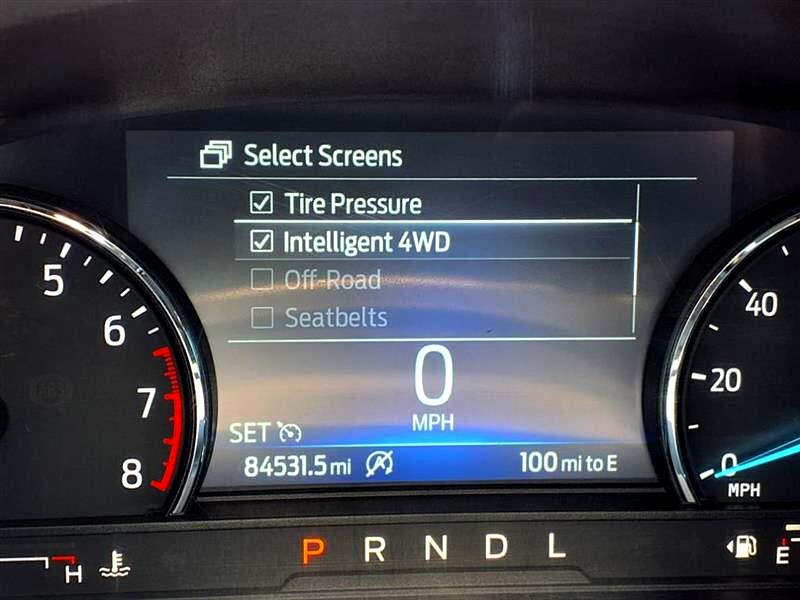 Select Screens
Tire Pressure
Intelligent 4WD
Off-Road
Seatbelts
5
6
7
8
0
MPH
SET
84531.5 mi
100 mi to E
40
20
0
MPH
P R N D L
H
E